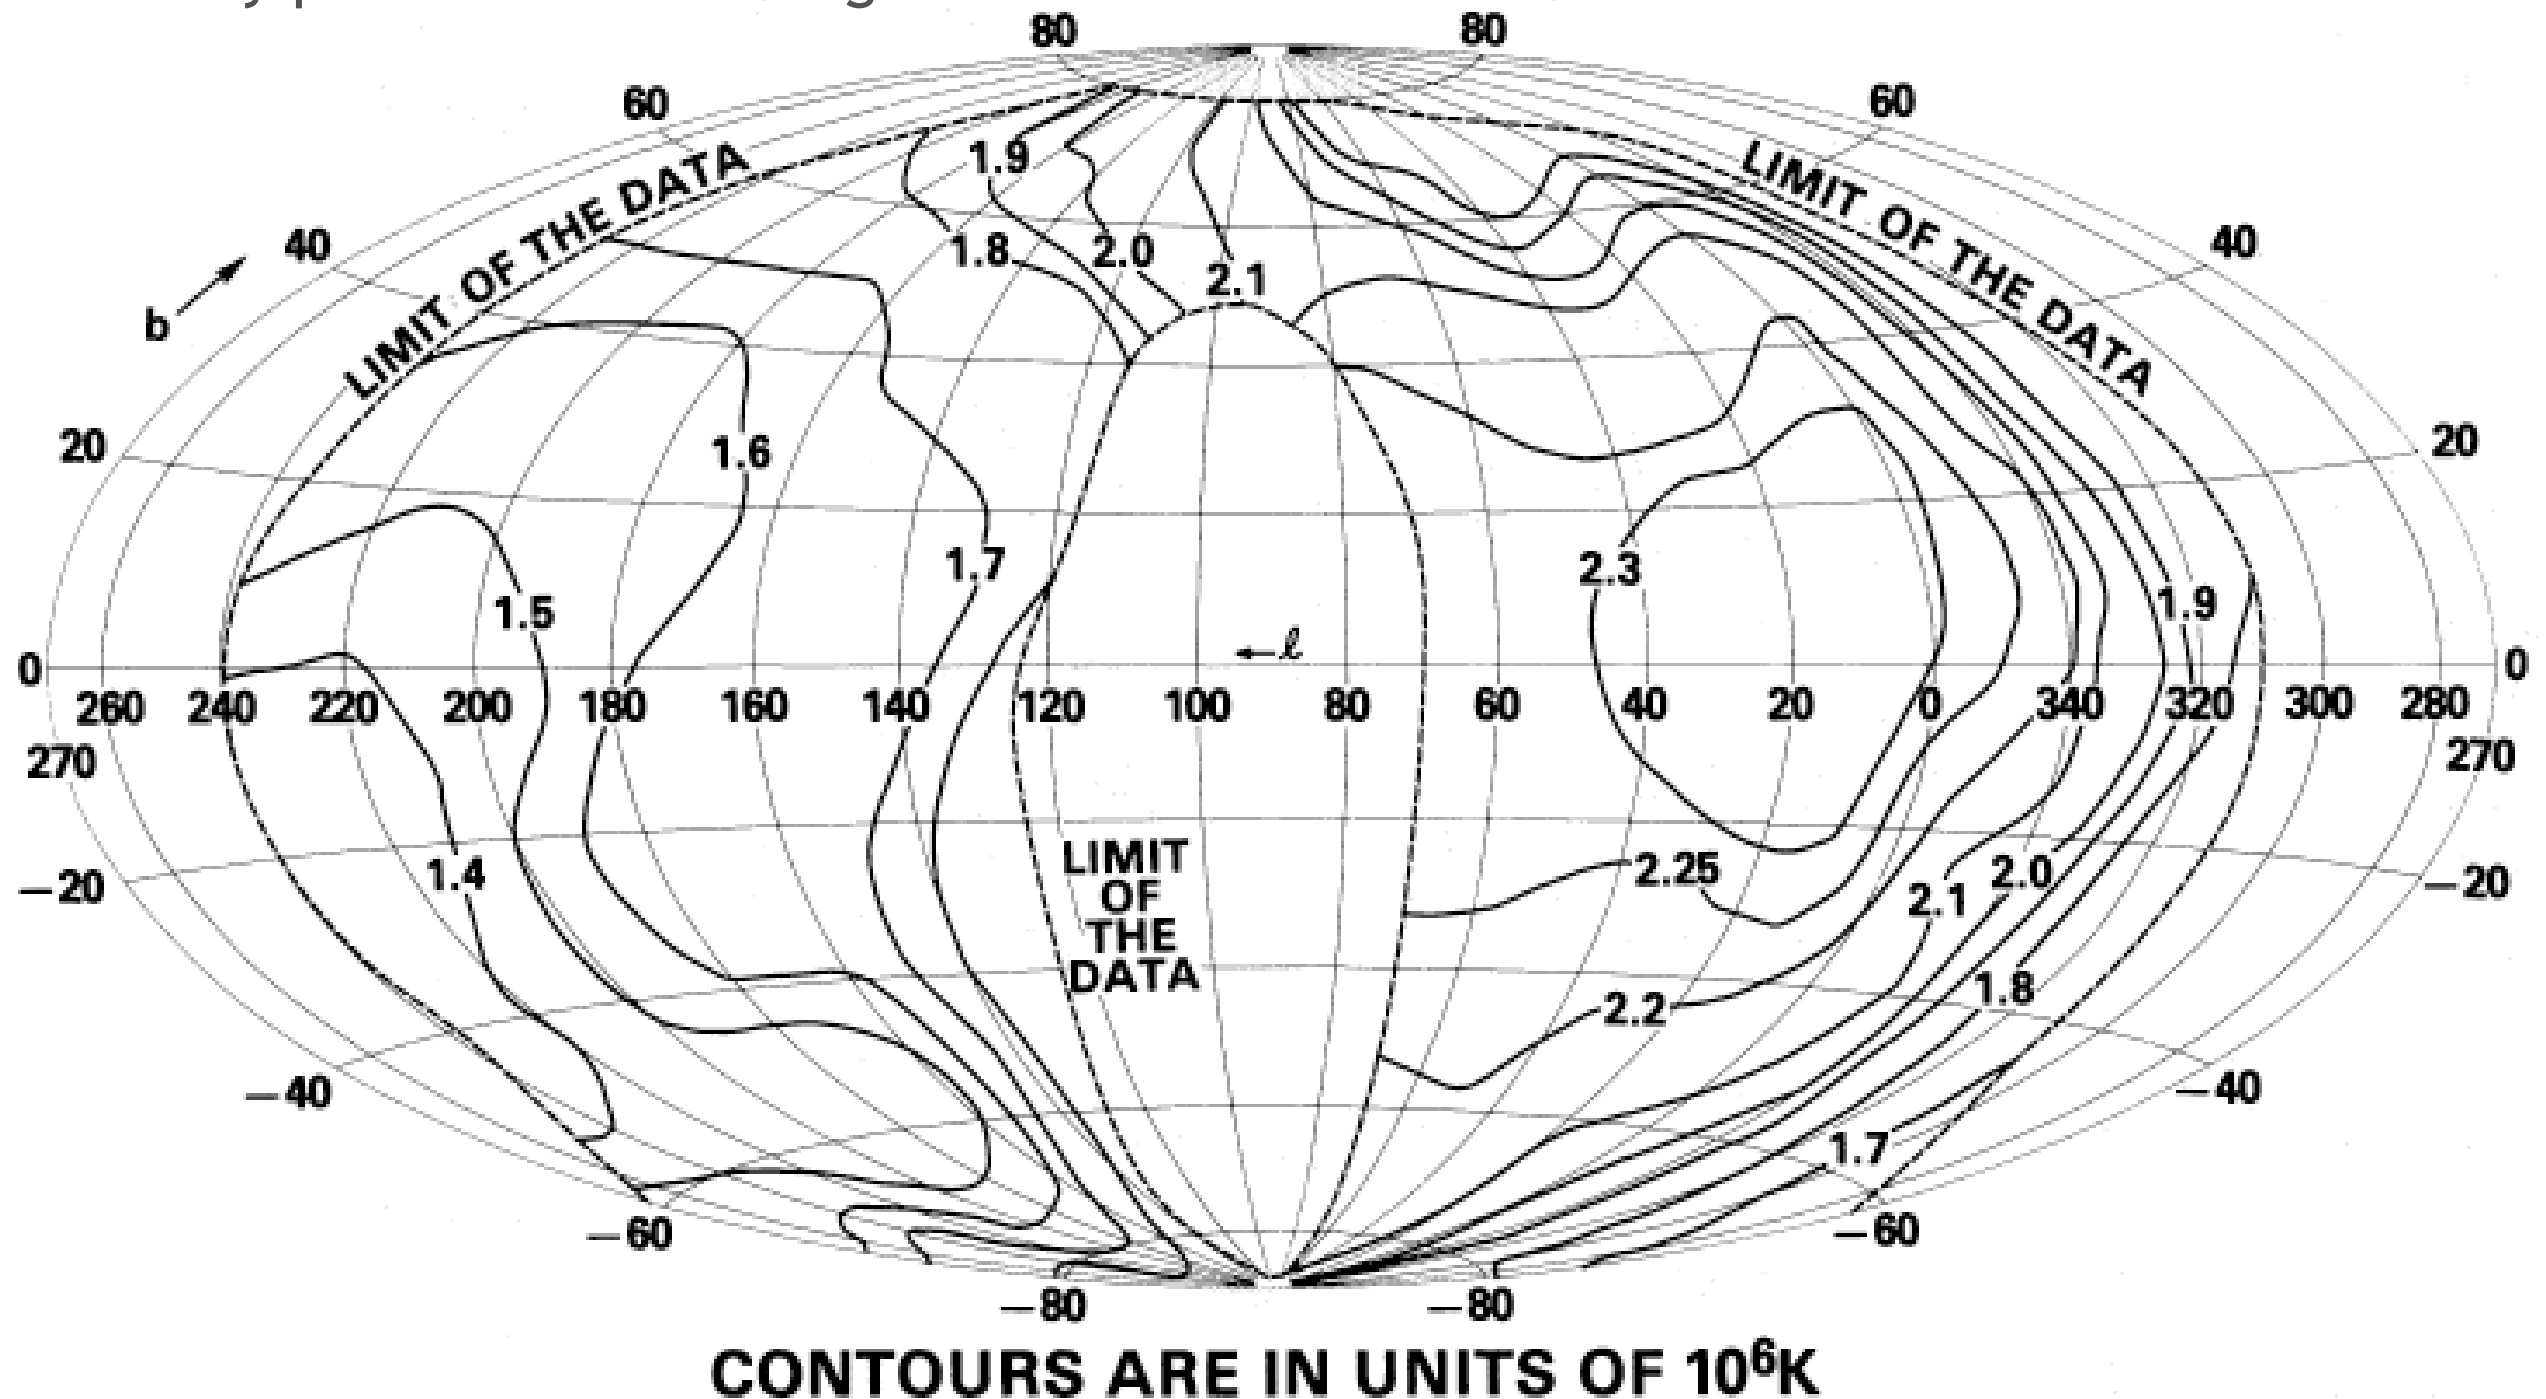 80 80
60 60
LIMIT OF THE DATA LIMIT OF THE DATA
1.9
40 1.8 2.0 2.1 40
b
20 1.6 20
1.7 2.3
1.5 1.9
0 ←ℓ 0
260 240 220 200 180 160 140 120 100 80 60 40 20 0 340 320 300 280
270 270
LIMIT
OF
THE
DATA
1.4 2.25 2.0
−20 2.1 −20
2.2 1.8
−40 −40
1.7
−60 −60
−80 −80
CONTOURS ARE IN UNITS OF 10⁶K